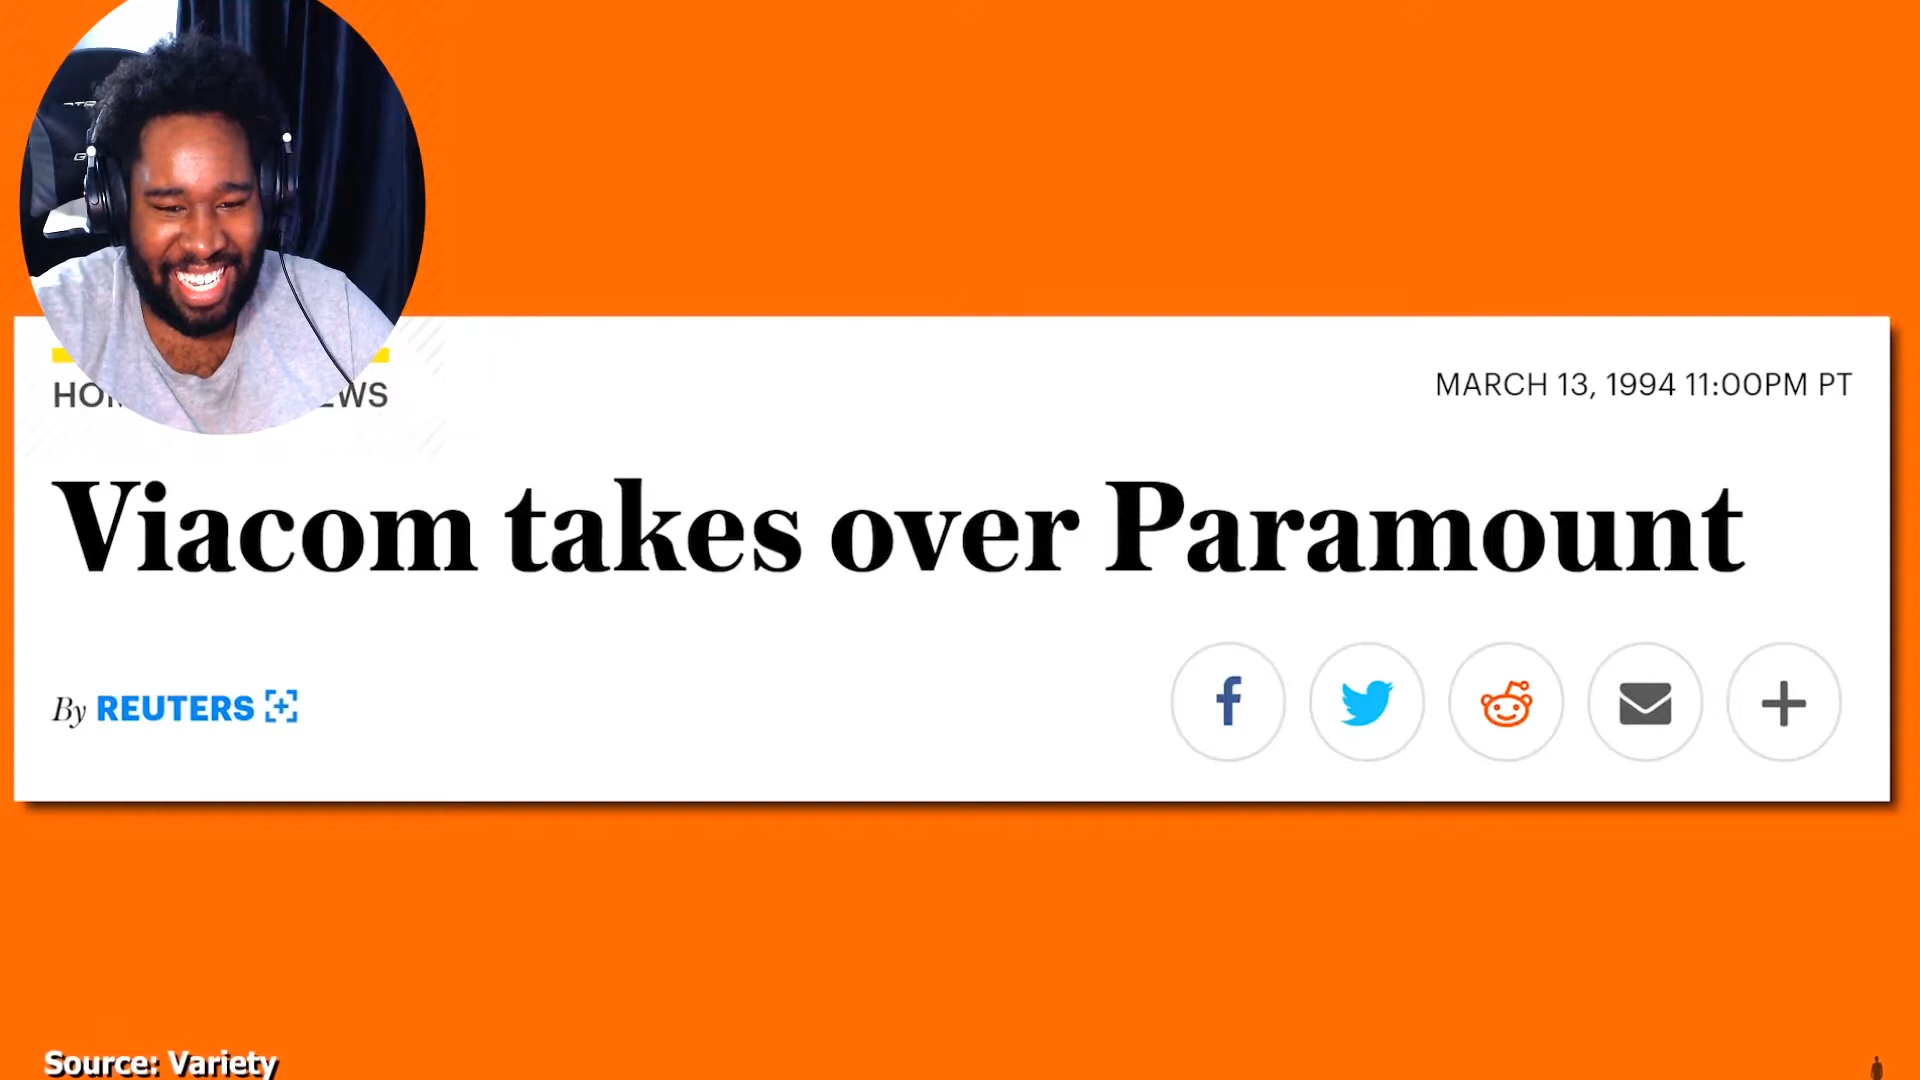 MARCH 13, 1994 11:00PM PT
Viacom takes over Paramount
By REUTERS
Source: Variety